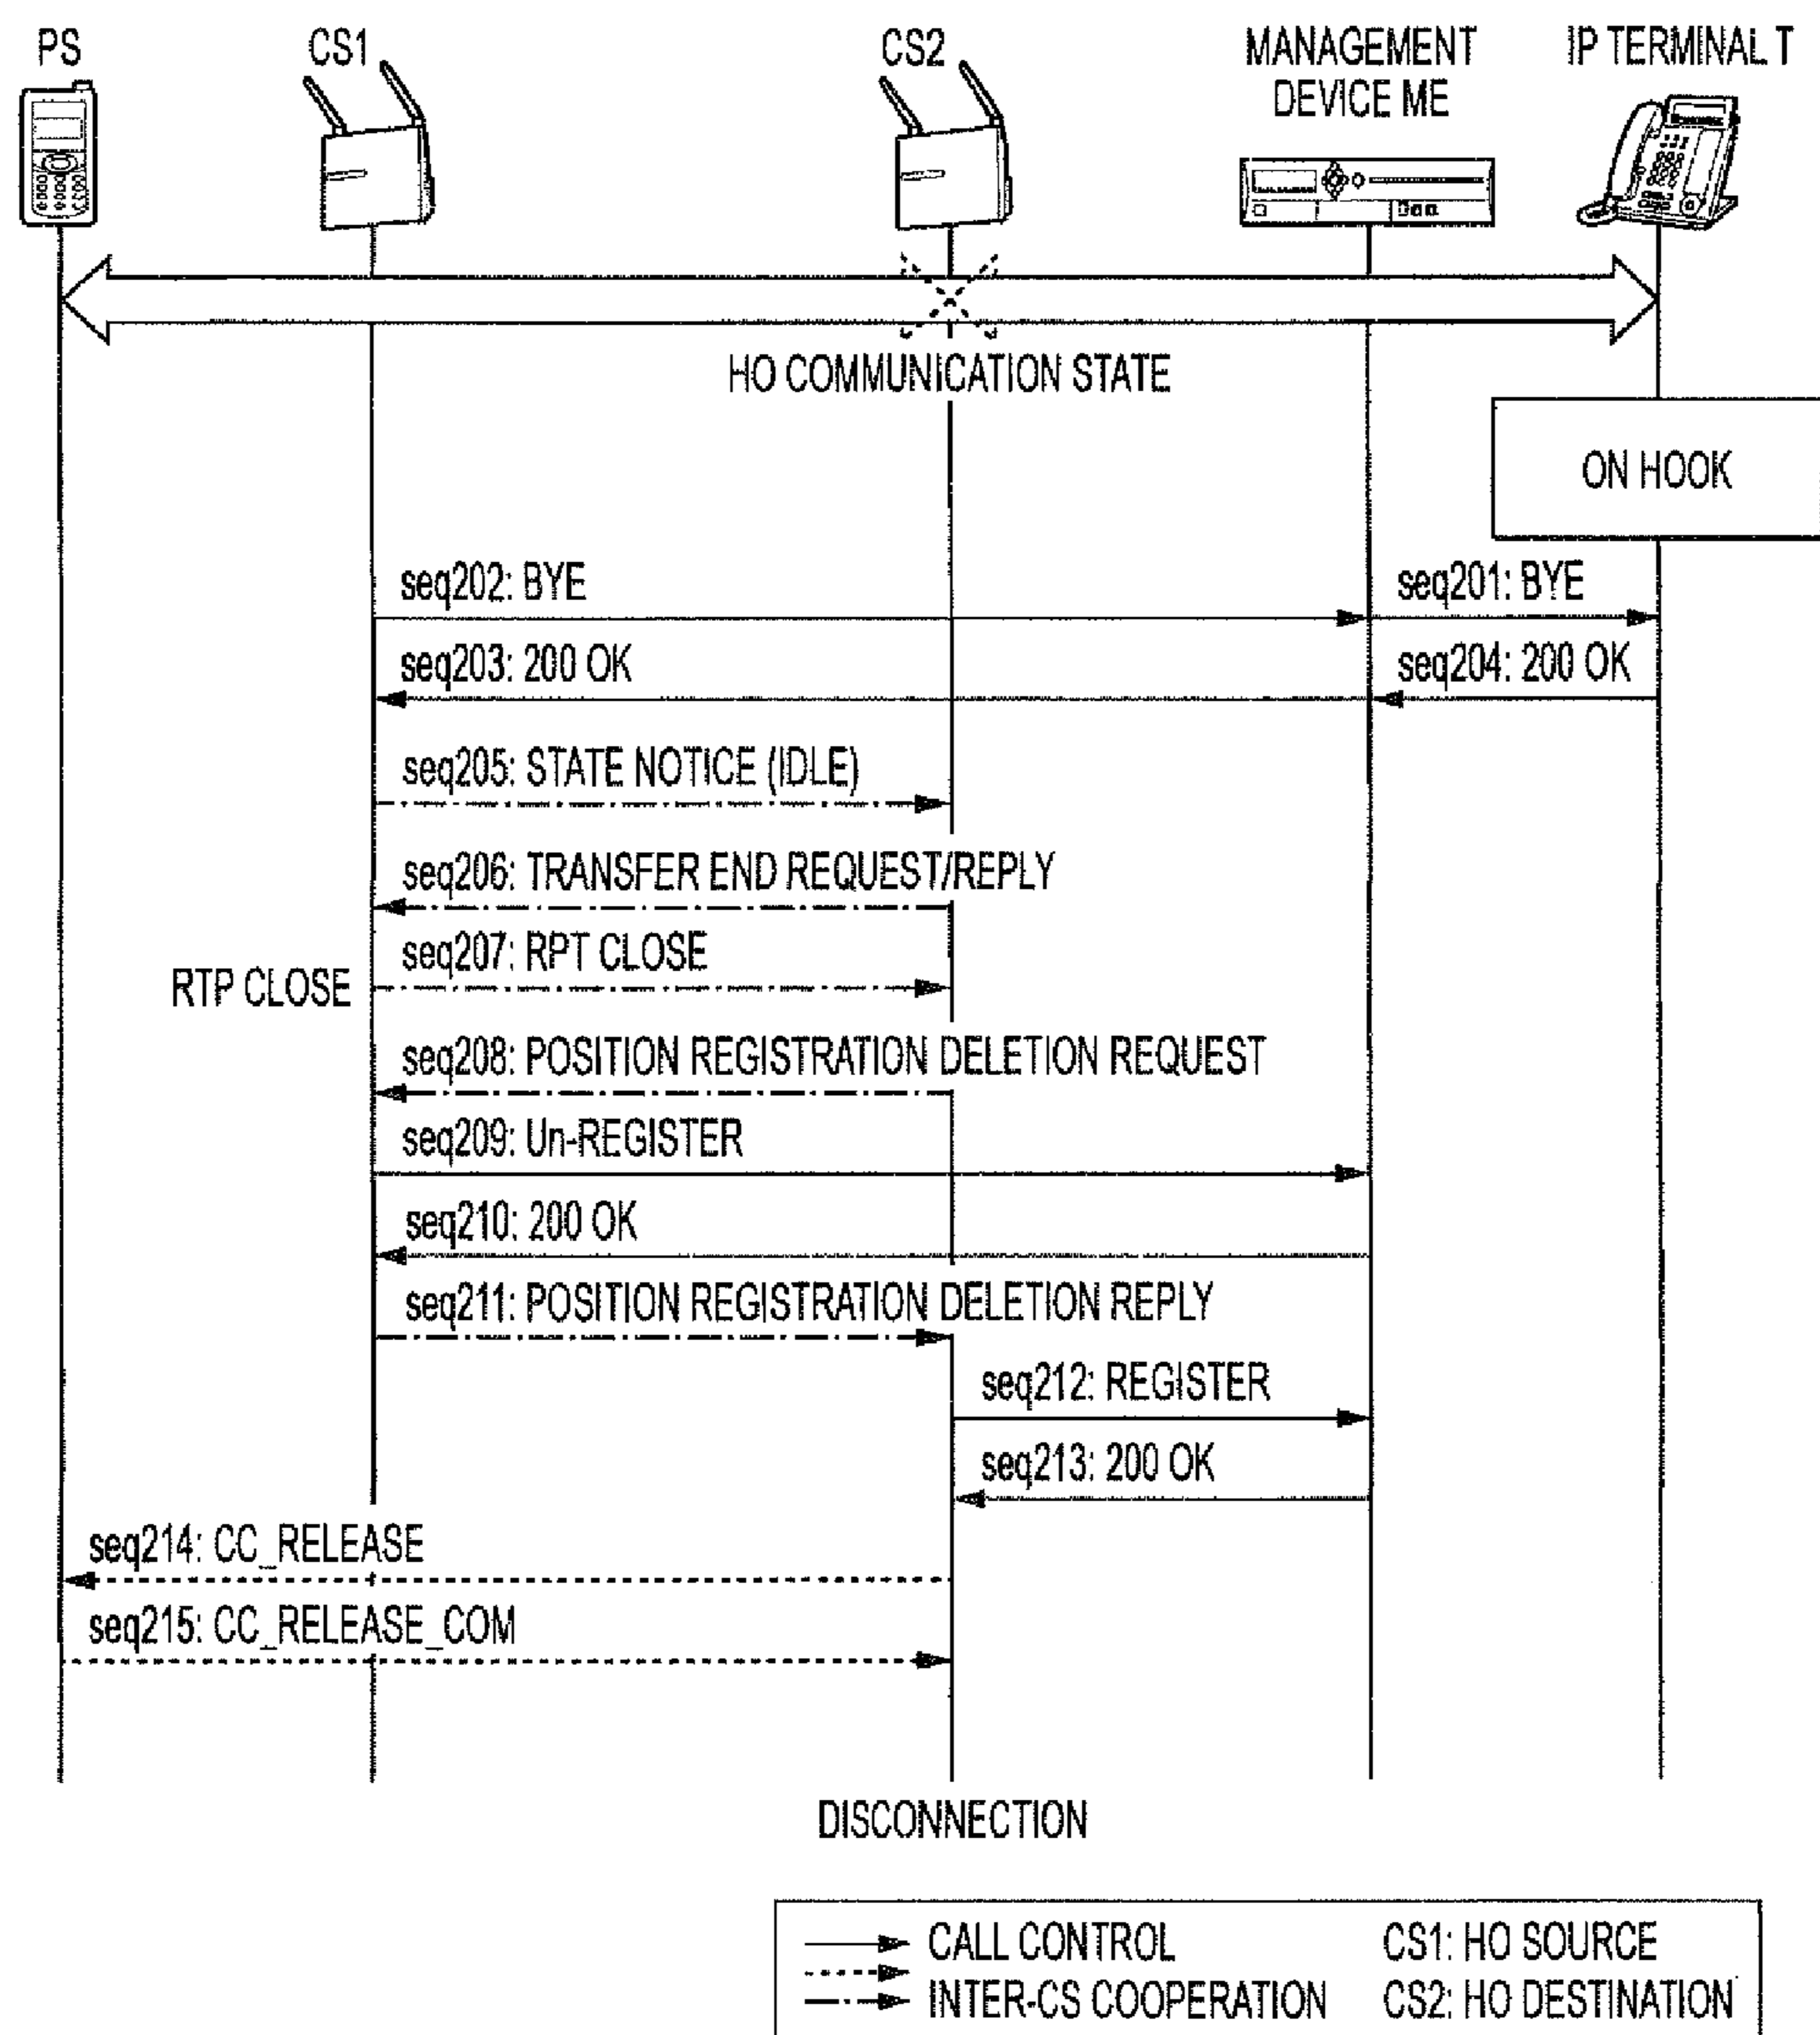 PS
CS1
CS2
MANAGEMENT
DEVICE ME
IP TERMINAL T
HO COMMUNICATION STATE
ON HOOK
seq202: BYE
seq201: BYE
seq203: 200 OK
seq204: 200 OK
seq205: STATE NOTICE (IDLE)
seq206: TRANSFER END REQUEST/REPLY
seq207: RPT CLOSE
RTP CLOSE
seq208: POSITION REGISTRATION DELETION REQUEST
seq209: Un-REGISTER
seq210: 200 OK
seq211: POSITION REGISTRATION DELETION REPLY
seq212: REGISTER
seq213: 200 OK
seq214: CC_RELEASE
seq215: CC_RELEASE_COM
DISCONNECTION
CALL CONTROL
CS1: HO SOURCE
INTER-CS COOPERATION
CS2: HO DESTINATION